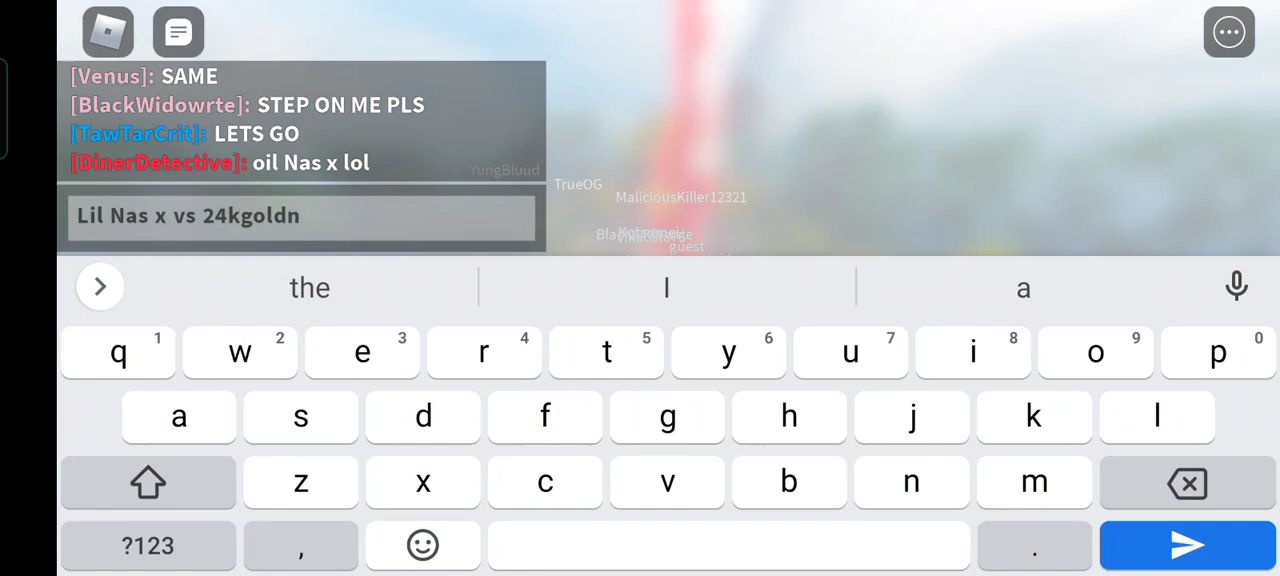 [Venus]: SAME
[BlackWidowrte]: STEP ON ME PLS
[TawTarCrit]: LETS GO
[DinerDetective]: oil Nas x lol
YungBluud
TrueOG
MaliciousKiller12321
Lil Nas x vs 24kgoldn
guest
the I a
q 1 w 2 e 3 r 4 t 5 y 6 u 7 i 8 o 9 p 0
a s d f g h j k l
z x c v b n m
?123 , .